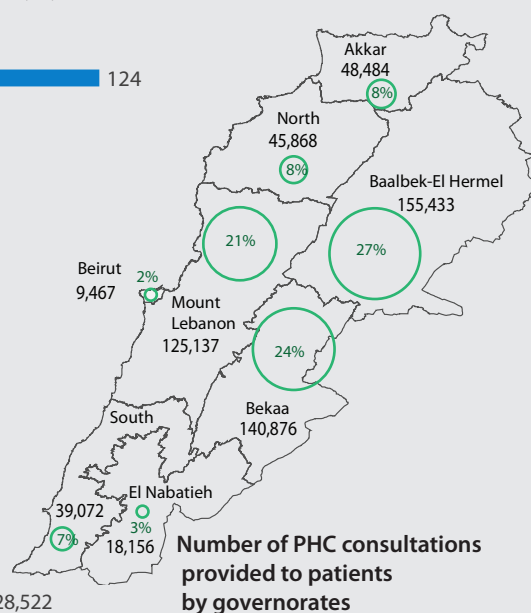 124
Akkar
48,484
8%
North
45,868
8%
Baalbek-El Hermel
155,433
27%
21%
Beirut
9,467
2%
Mount
Lebanon
125,137
24%
Bekaa
140,876
South
39,072
7%
El Nabatieh
3%
18,156
Number of PHC consultations
provided to patients
by governorates
28,522